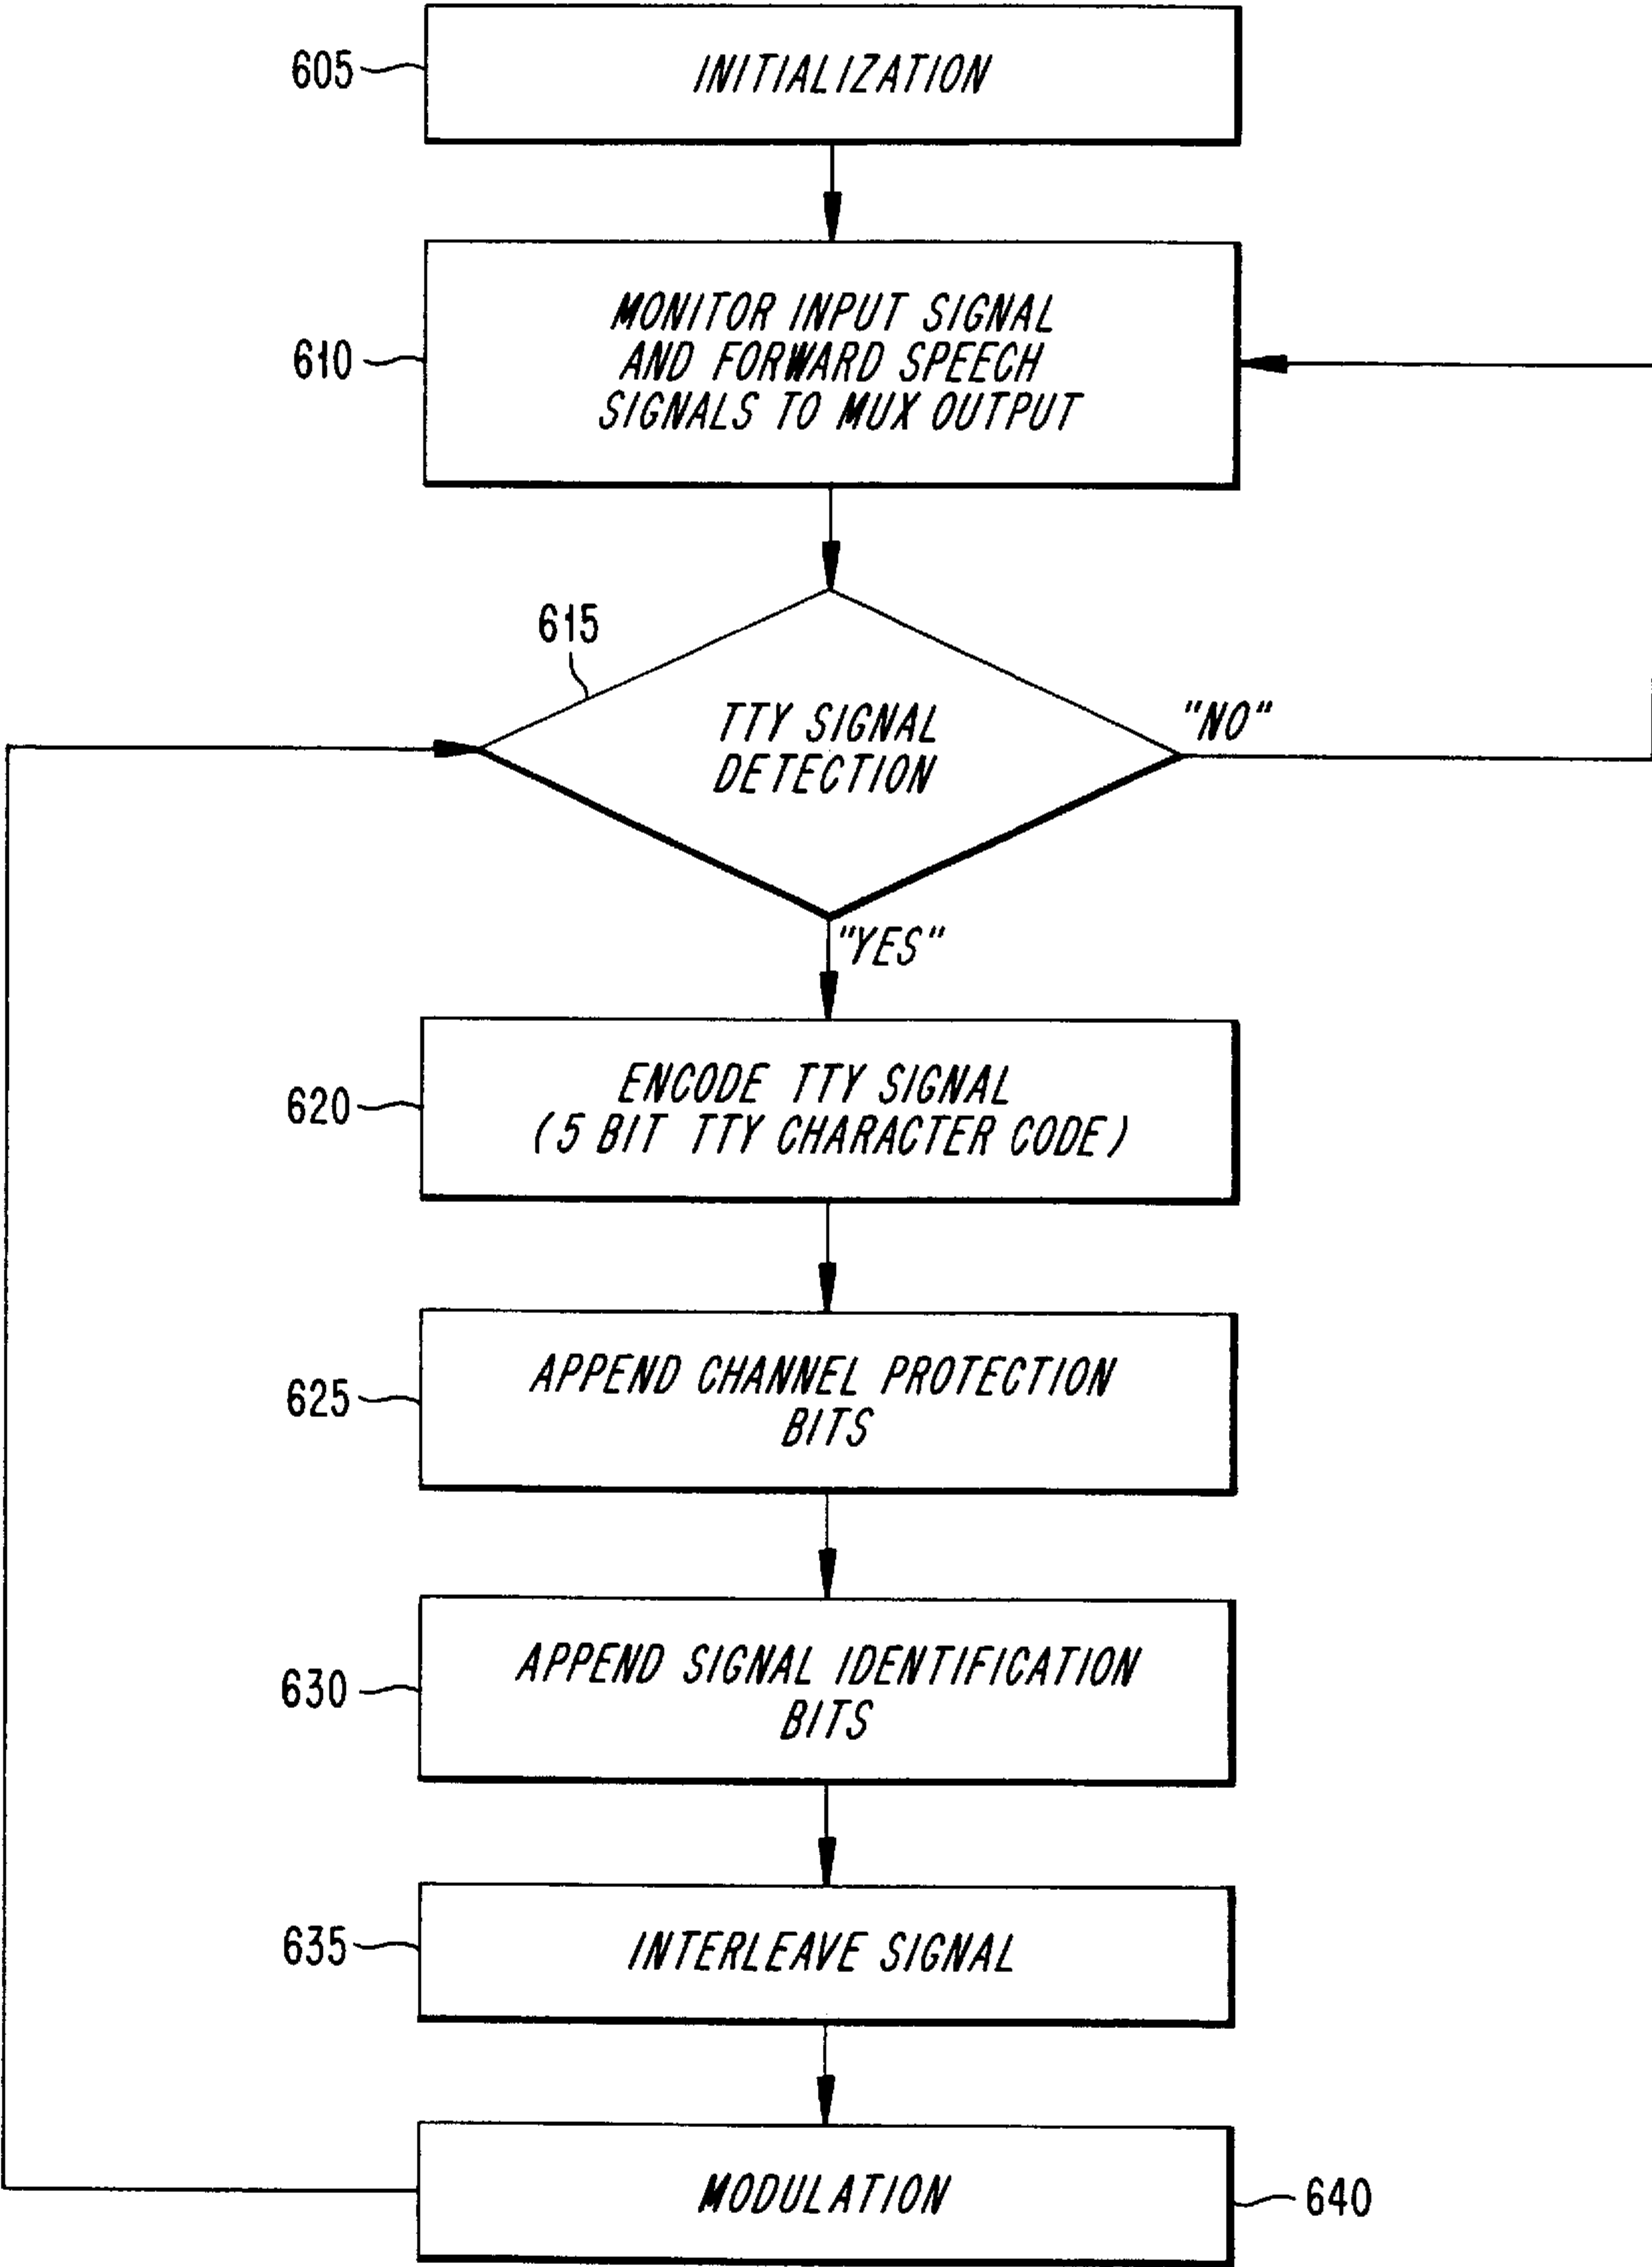 605
INITIALIZATION
610
MONITOR INPUT SIGNAL
AND FORWARD SPEECH
SIGNALS TO MUX OUTPUT
615
TTY SIGNAL
DETECTION
"NO"
"YES"
620
ENCODE TTY SIGNAL
(5 BIT TTY CHARACTER CODE)
625
APPEND CHANNEL PROTECTION
BITS
630
APPEND SIGNAL IDENTIFICATION
BITS
635
INTERLEAVE SIGNAL
MODULATION
640